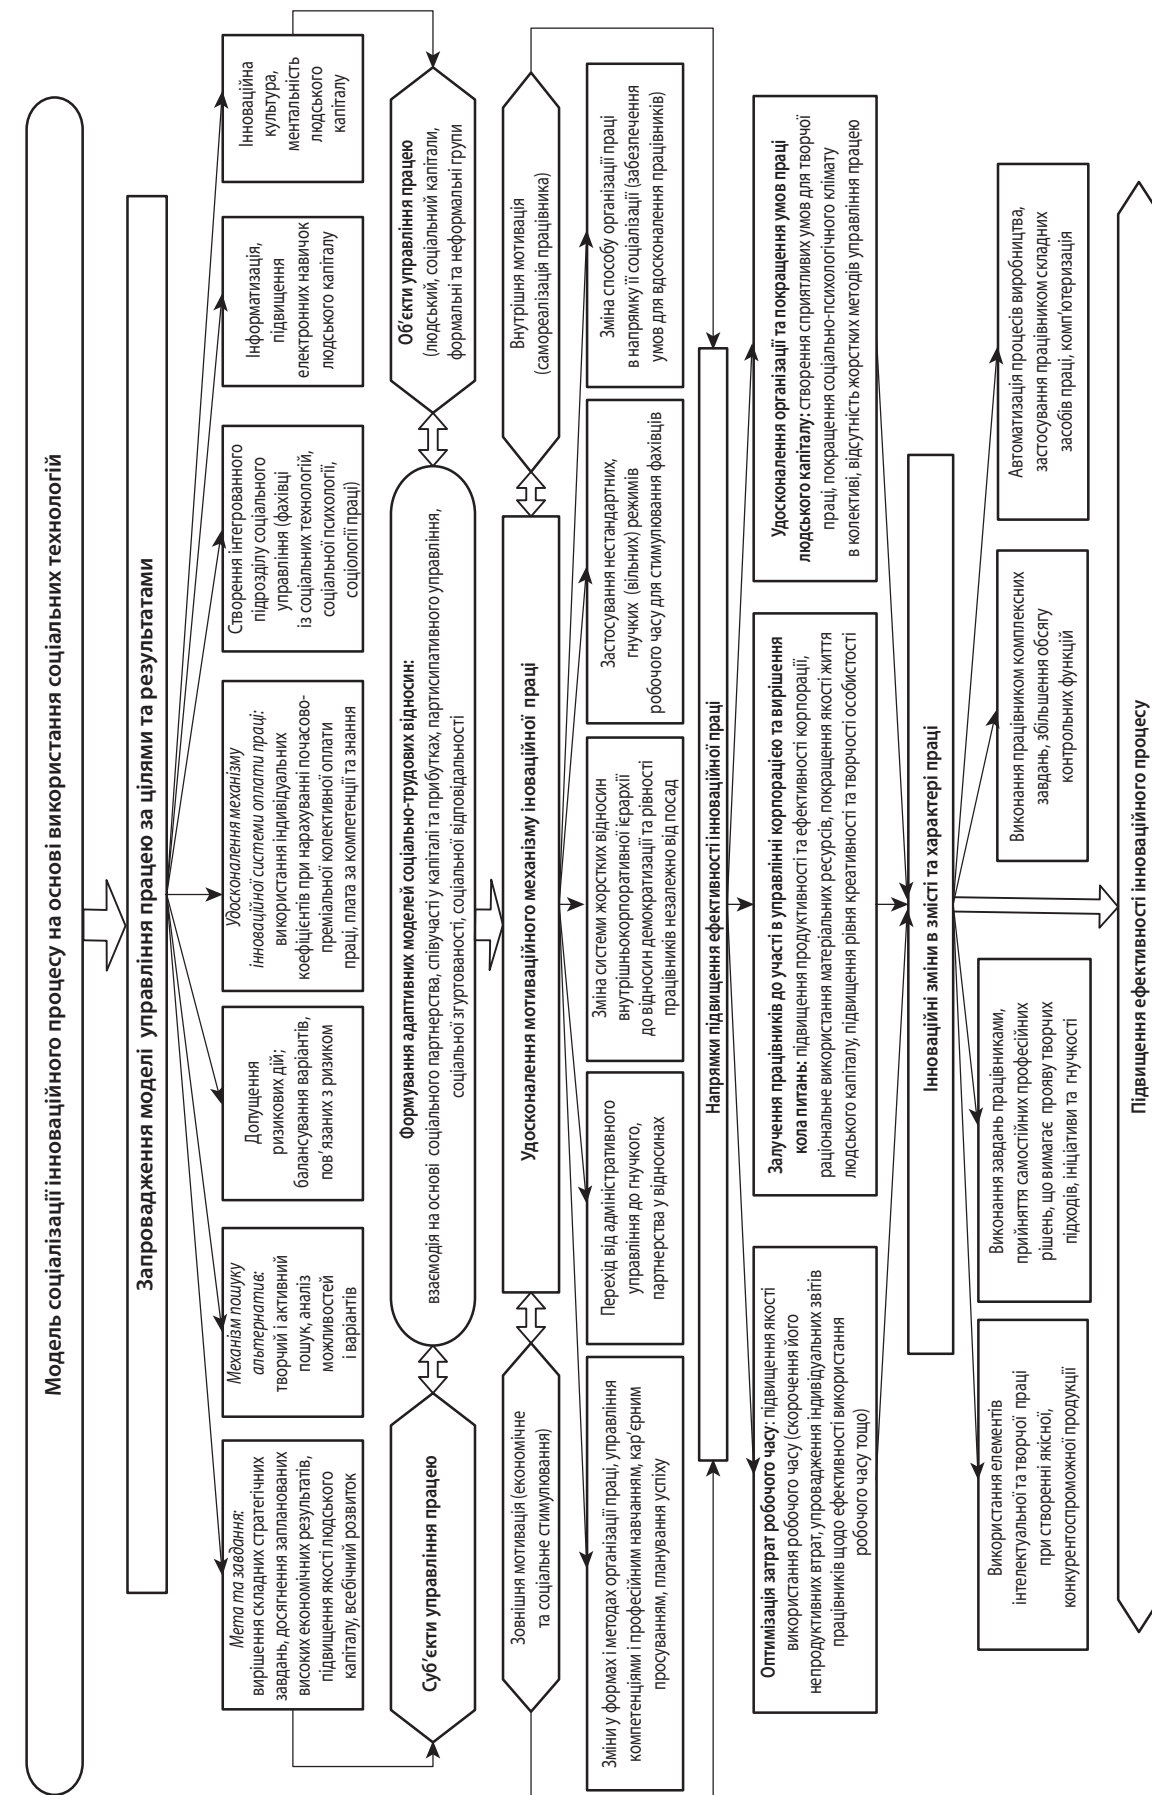 Модель соціалізації інноваційного процесу на основі використання соціальних технологій
Запровадження моделі управління працею за цілями та результатами
Мета та завдання:
вирішення складних стратегічних
завдань, досягнення запланованих
високих економічних результатів,
підвищення якості людського
капіталу, всебічний розвиток
Механізм пошуку
альтернатив:
творчий і активний
пошук, аналіз
можливостей
і варіантів
Допущення
ризикових дій;
балансування варіантів,
пов’язаних з ризиком
Удосконалення механізму
інноваційної системи оплати праці:
використання індивідуальних
коефіцієнтів при нарахуванні почасово-
преміальної колективної оплати
праці, плата за компетенції та знання
Створення інтегрованного
підрозділу соціального
управління (фахівці
із соціальних технологій,
соціальної психології,
соціології праці)
Інформатизація,
підвищення
електронних навичок
людського капіталу
Інноваційна
культура,
ментальність
людського
капіталу
Суб’єкти управління працею
Формування адаптивних моделей соціально-трудових відносин:
взаємодія на основі соціального партнерства, співучасті у капіталі та прибутках, партисипативного управління,
соціальної згуртованості, соціальної відповідальності
Об’єкти управління працею
(людський, соціальний капітали,
формальні та неформальні групи
Зовнішня мотивація (економічне
та соціальне стимулювання)
Удосконалення мотиваційного механізму іноваційної праці
Внутрішня мотивація
(самореалізація працівника)
Зміни у формах і методах організації праці, управління
компетенціями і професійним навчанням, кар’єрним
просуванням, планування успіху
Перехід від адміністративного
управління до гнучкого,
партнерства у відносинах
Зміна системи жорстких відносин
внутрішньокорпоративної ієрархії
до відносин демократизації та рівності
працівників незалежно від посад
Застосування нестандартних,
гнучких (вільних) режимів
робочого часу для стимулювання фахівців
Зміна способу організації праці
в напрямку її соціалізації (забезпечення
умов для вдосконалення працівників)
Напрямки підвищення ефективності інноваційної праці
Оптимізація затрат робочого часу: підвищення якості
використання робочого часу (скорочення його
непродуктивних втрат, упровадження індивідуальних звітів
працівників щодо ефективності використання
робочого часу тощо)
Залучення працівників до участі в управлінні корпорацією та вирішення
кола питань: підвищення продуктивності та ефективності корпорації,
раціональне використання матеріальних ресурсів, покращення якості життя
людського капіталу, підвищення рівня креативності та творчості особистості
Удосконалення організації та покращення умов праці
людського капіталу: створення сприятливих умов для творчої
праці, покращення соціально-психологічного клімату
в колективі, відсутність жорстких методів управління працею
Інноваційні зміни в змісті та характері праці
Використання елементів
інтелектуальної та творчої праці
при створенні якісної,
конкурентоспроможної продукції
Виконання завдань працівниками,
прийняття самостійних професійних
рішень, що вимагає прояву творчих
підходів, ініціативи та гнучкості
Виконання працівником комплексних
завдань, збільшення обсягу
контрольних функцій
Автоматизація процесів виробництва,
застосування працівником складних
засобів праці, комп’ютеризація
Підвищення ефективності інноваційного процесу